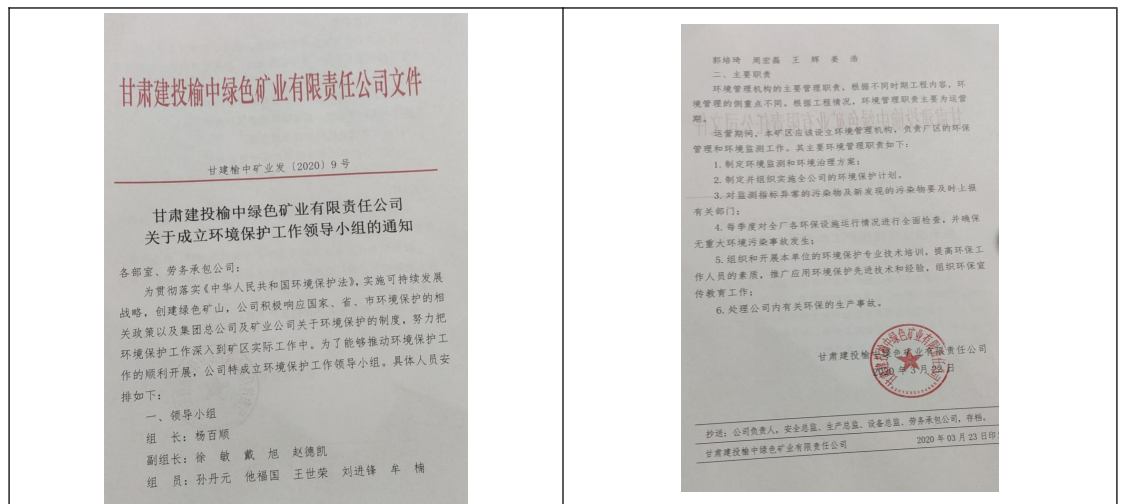 甘肃建投榆中绿色矿业有限责任公司文件
甘建榆中矿业发〔2020〕9号
甘肃建投榆中绿色矿业有限责任公司
关于成立环境保护工作领导小组的通知
各部室、劳务承包公司：
为贯彻落实《中华人民共和国环境保护法》，实施可持续发展
战略，创建绿色矿山，公司积极响应国家、省、市环境保护的相
关政策以及集团总公司及矿业公司关于环境保护的制度，努力把
环境保护工作深入到矿区实际工作中。为了能够推动环境保护工
作的顺利开展，公司特成立环境保护工作领导小组。具体人员安
排如下：
一、领导小组
组 长：杨百顺
副组长：徐 敏 戴 旭 赵德凯
组 员：孙丹元 他福国 王世荣 刘进锋 牟 楠
郭培琦 周宏磊 王 辉 姜 浩
二、主要职责
环境管理机构的主要管理职责，根据不同时期工程内容，环
境管理的侧重点不同。根据工程情况，环境管理职责主要为运营
期。
运营期间，本矿区应该设立环境管理机构，负责厂区的环保
管理和环境监测工作。其主要环境管理职责如下：
1.制定环境监测和环境治理方案；
2.制定并组织实施全公司的环境保护计划。
3.对监测指标异常的污染物及新发现的污染物要及时上报
有关部门；
4.每季度对全厂各环保设施运行情况进行全面检查，并确保
无重大环境污染事故发生；
5.组织和开展本单位的环境保护专业技术培训，提高环保工
作人员的素质，推广应用环境保护先进技术和经验，组织环保宣
传教育工作；
6.处理公司内有关环保的生产事故。
甘肃建投榆中绿色矿业有限责任公司
2020年3月22日
抄送：公司负责人，安全总监、生产总监、设备总监、劳务承包公司，存档。
甘肃建投榆中绿色矿业有限责任公司 2020年03月23日印